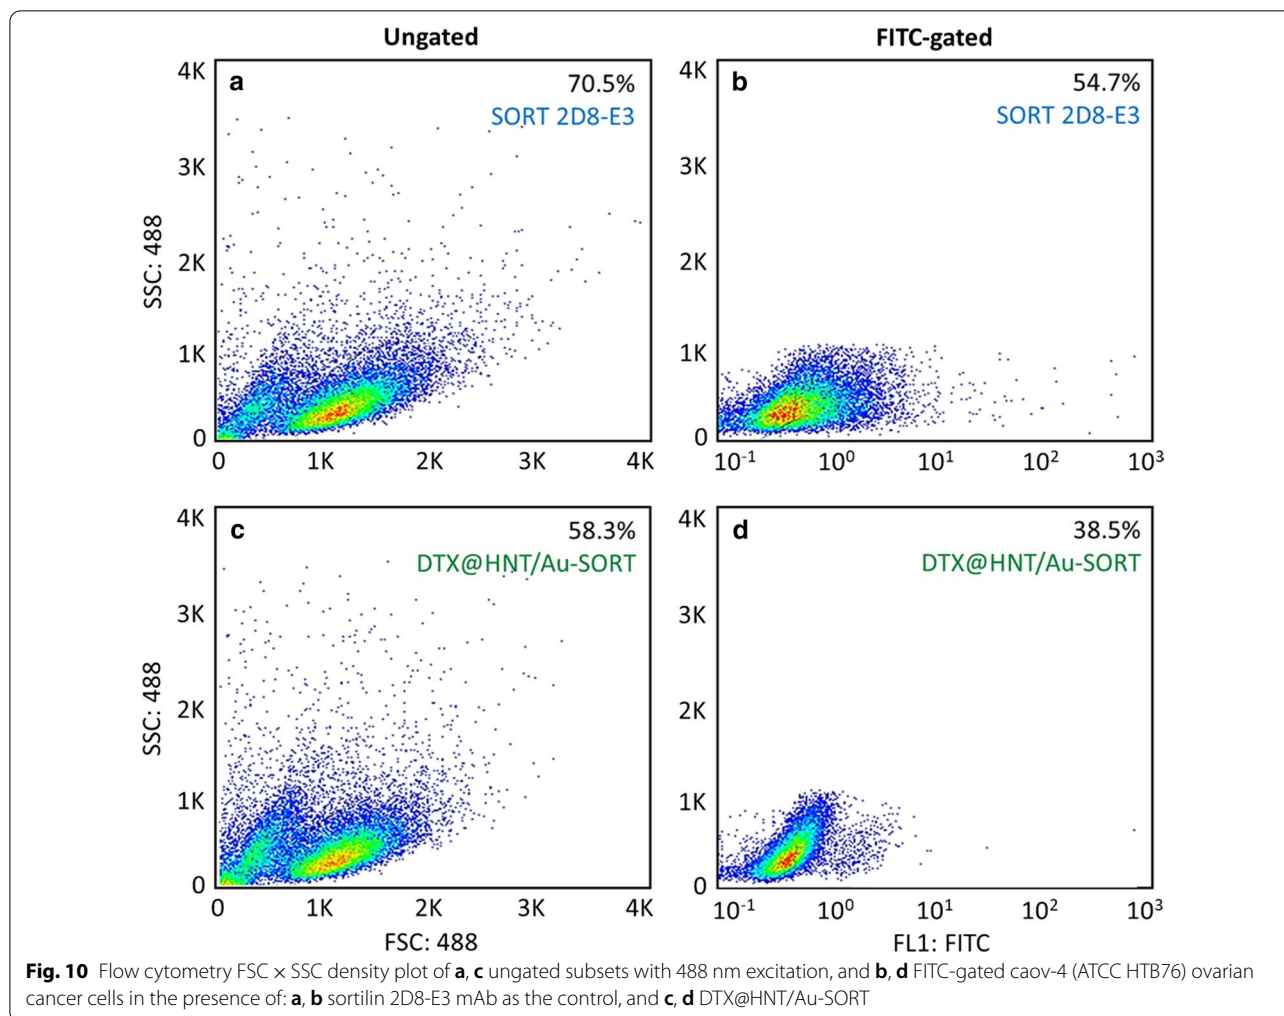 Ungated
FITC-gated
a
70.5%
SORT 2D8-E3
4K
3K
2K
1K
0
SSC: 488
0 1K 2K 3K 4K
b
54.7%
SORT 2D8-E3
4K
3K
2K
1K
0
10-1 100 101 102 103
c
58.3%
DTX@HNT/Au-SORT
4K
3K
2K
1K
0
SSC: 488
0 1K 2K 3K 4K
FSC: 488
d
38.5%
DTX@HNT/Au-SORT
4K
3K
2K
1K
0
10-1 100 101 102 103
FL1: FITC
Fig. 10 Flow cytometry FSC × SSC density plot of a, c ungated subsets with 488 nm excitation, and b, d FITC-gated caov-4 (ATCC HTB76) ovarian
cancer cells in the presence of: a, b sortilin 2D8-E3 mAb as the control, and c, d DTX@HNT/Au-SORT